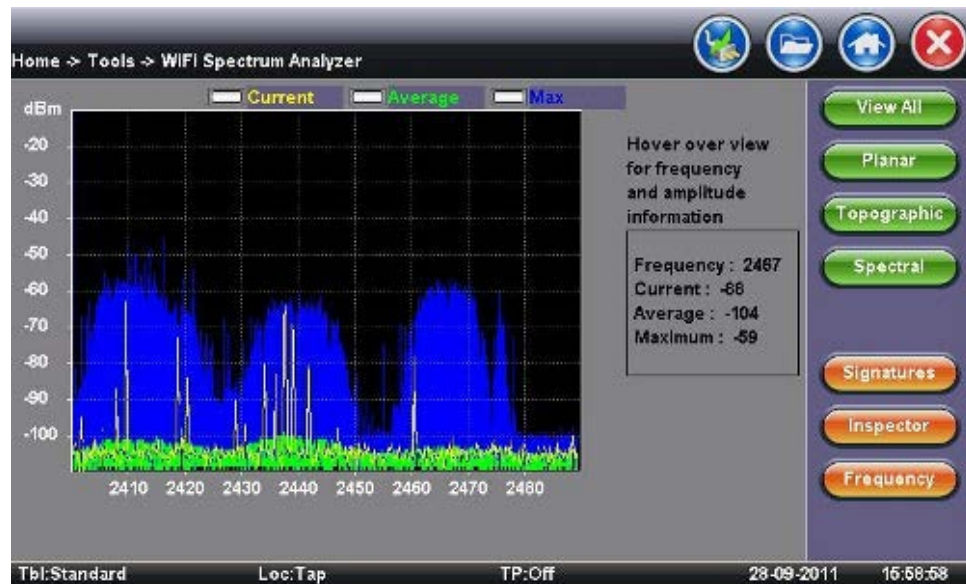 Home -> Tools -> WiFi Spectrum Analyzer
Current Average Max
dBm
-20
-30
-40
-50
-60
-70
-80
-90
-100
2410 2420 2430 2440 2450 2460 2470 2480
Hover over view
for frequency
and amplitude
information
Frequency : 2467
Current : -66
Average : -104
Maximum : -59
View All
Planar
Topographic
Spectral
Signatures
Inspector
Frequency
Tbl:Standard Loc:Tap TP:Off 28-09-2011 15:58:58